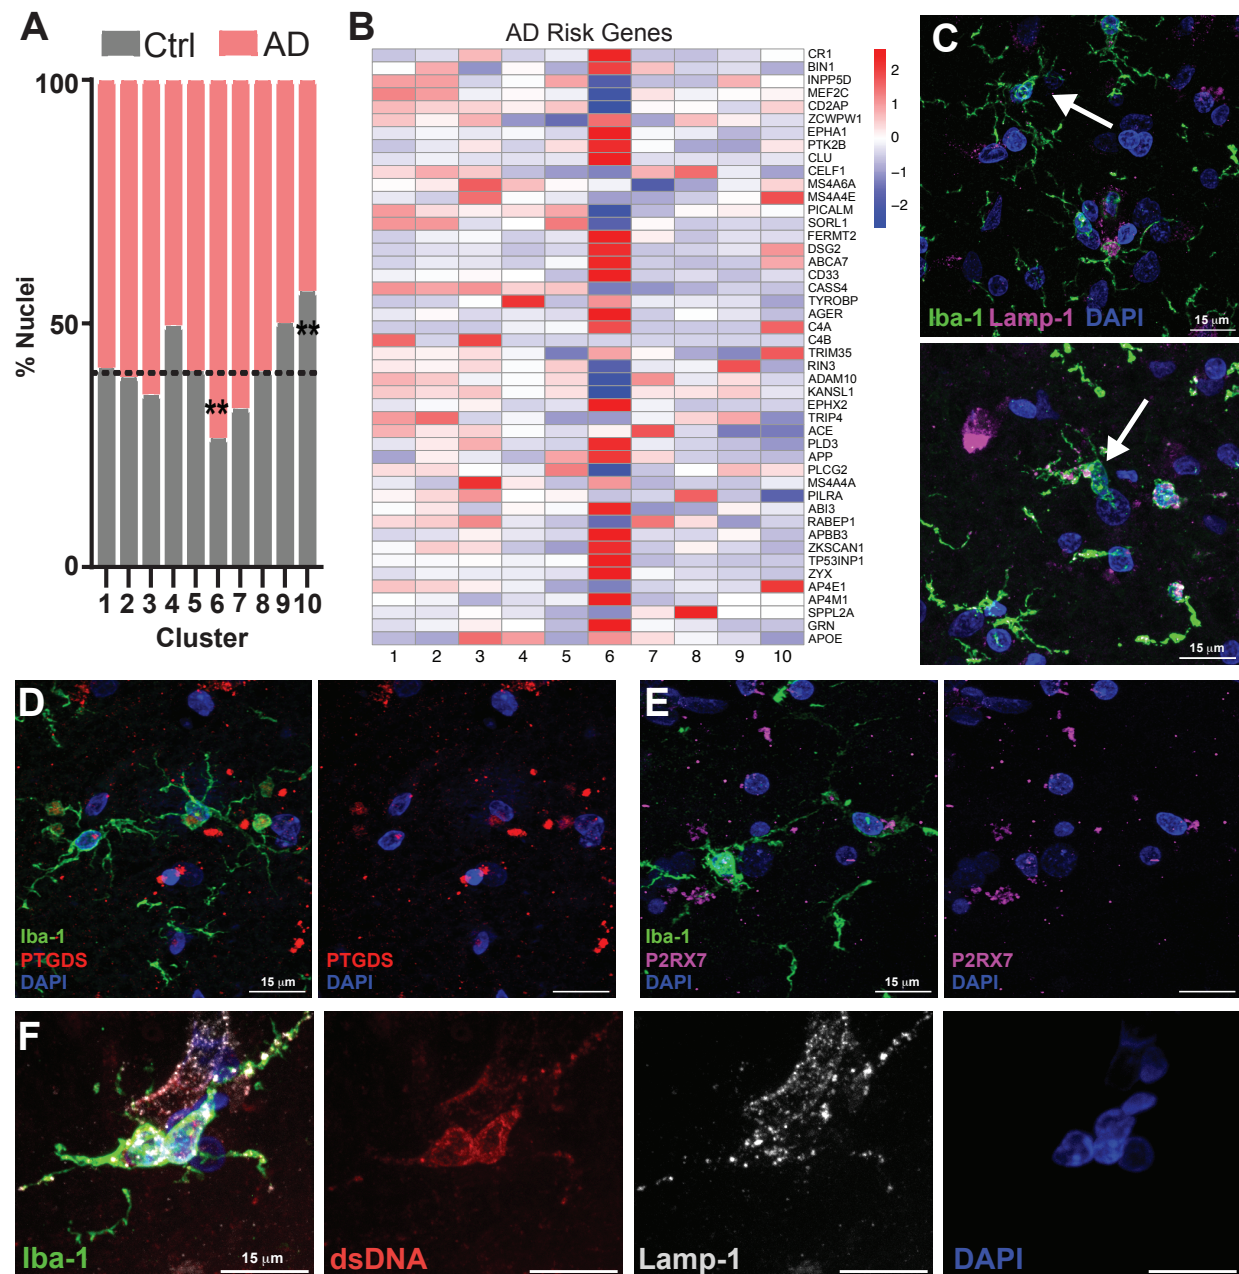 A
Ctrl AD
100
50
0
% Nuclei
**
**
1 2 3 4 5 6 7 8 9 10
Cluster
B
AD Risk Genes
CR1
BIN1
INPP5D
MEF2C
CD2AP
ZCWPW1
EPHA1
PTK2B
CLU
CELF1
MS4A6A
MS4A4E
PICALM
SORL1
FERMT2
DSG2
ABCA7
CD33
CASS4
TYROBP
AGER
C4A
C4B
TRIM35
RIN3
ADAM10
KANSL1
EPHX2
TRIP4
ACE
PLD3
APP
PLCG2
MS4A4A
PILRA
ABI3
RABEP1
APBB3
ZKSCAN1
TP53INP1
ZYX
AP4E1
AP4M1
SPPL2A
GRN
APOE
1 2 3 4 5 6 7 8 9 10
2
1
0
−1
−2
C
Iba-1 Lamp-1 DAPI
15 µm
15 µm
D
Iba-1
PTGDS
DAPI
15 µm
PTGDS
DAPI
E
Iba-1
P2RX7
DAPI
15 µm
P2RX7
DAPI
F
Iba-1
15 µm
dsDNA
Lamp-1
DAPI